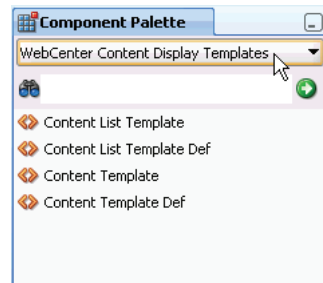 Component Palette
WebCenter Content Display Templates
Content List Template
Content List Template Def
Content Template
Content Template Def